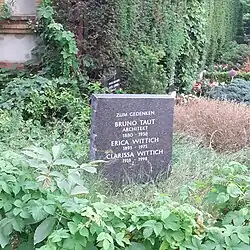 ZUM GEDENKEN
BRUNO TAUT
ARCHITEKT
1880 - 1938
ERICA WITTICH
1893 - 1975
CLARISSA WITTICH
1918 - 1998